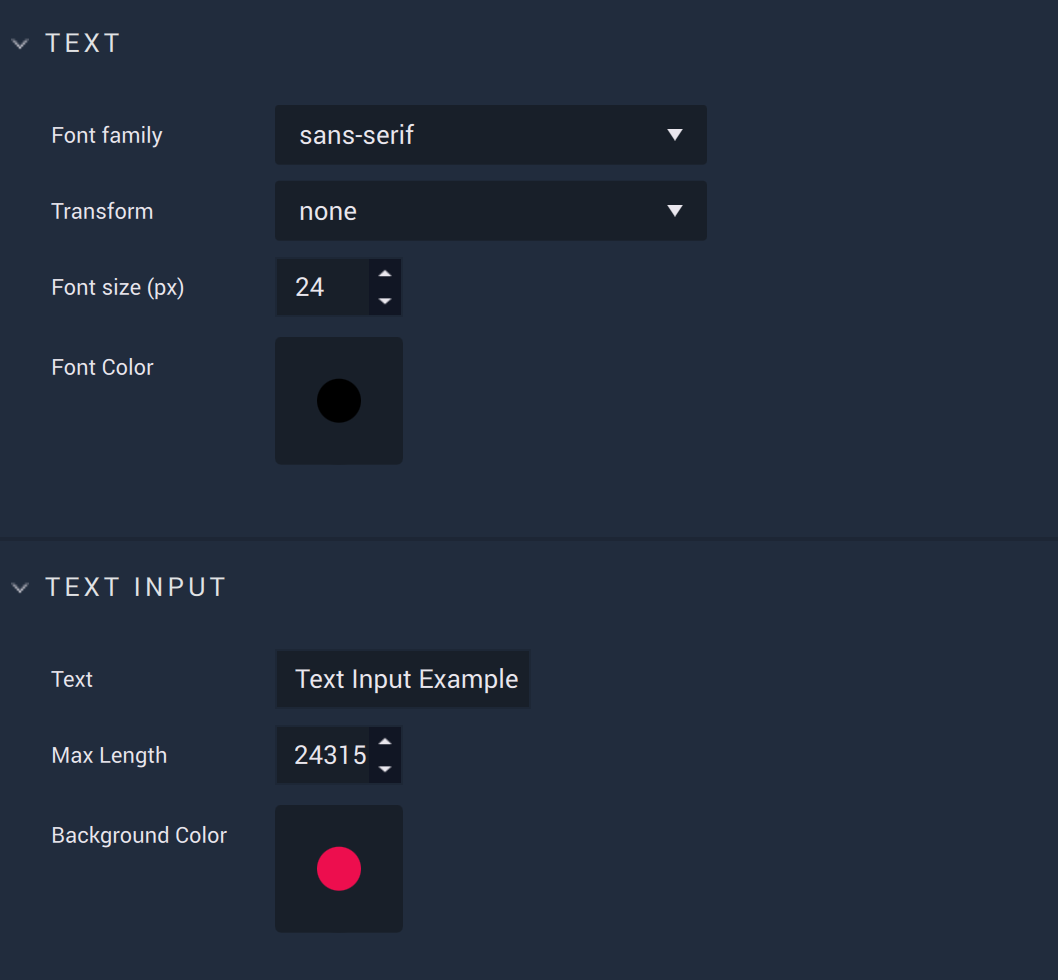 TEXT
Font family sans-serif
Transform none
Font size (px) 24
Font Color
TEXT INPUT
Text Text Input Example
Max Length 24315
Background Color